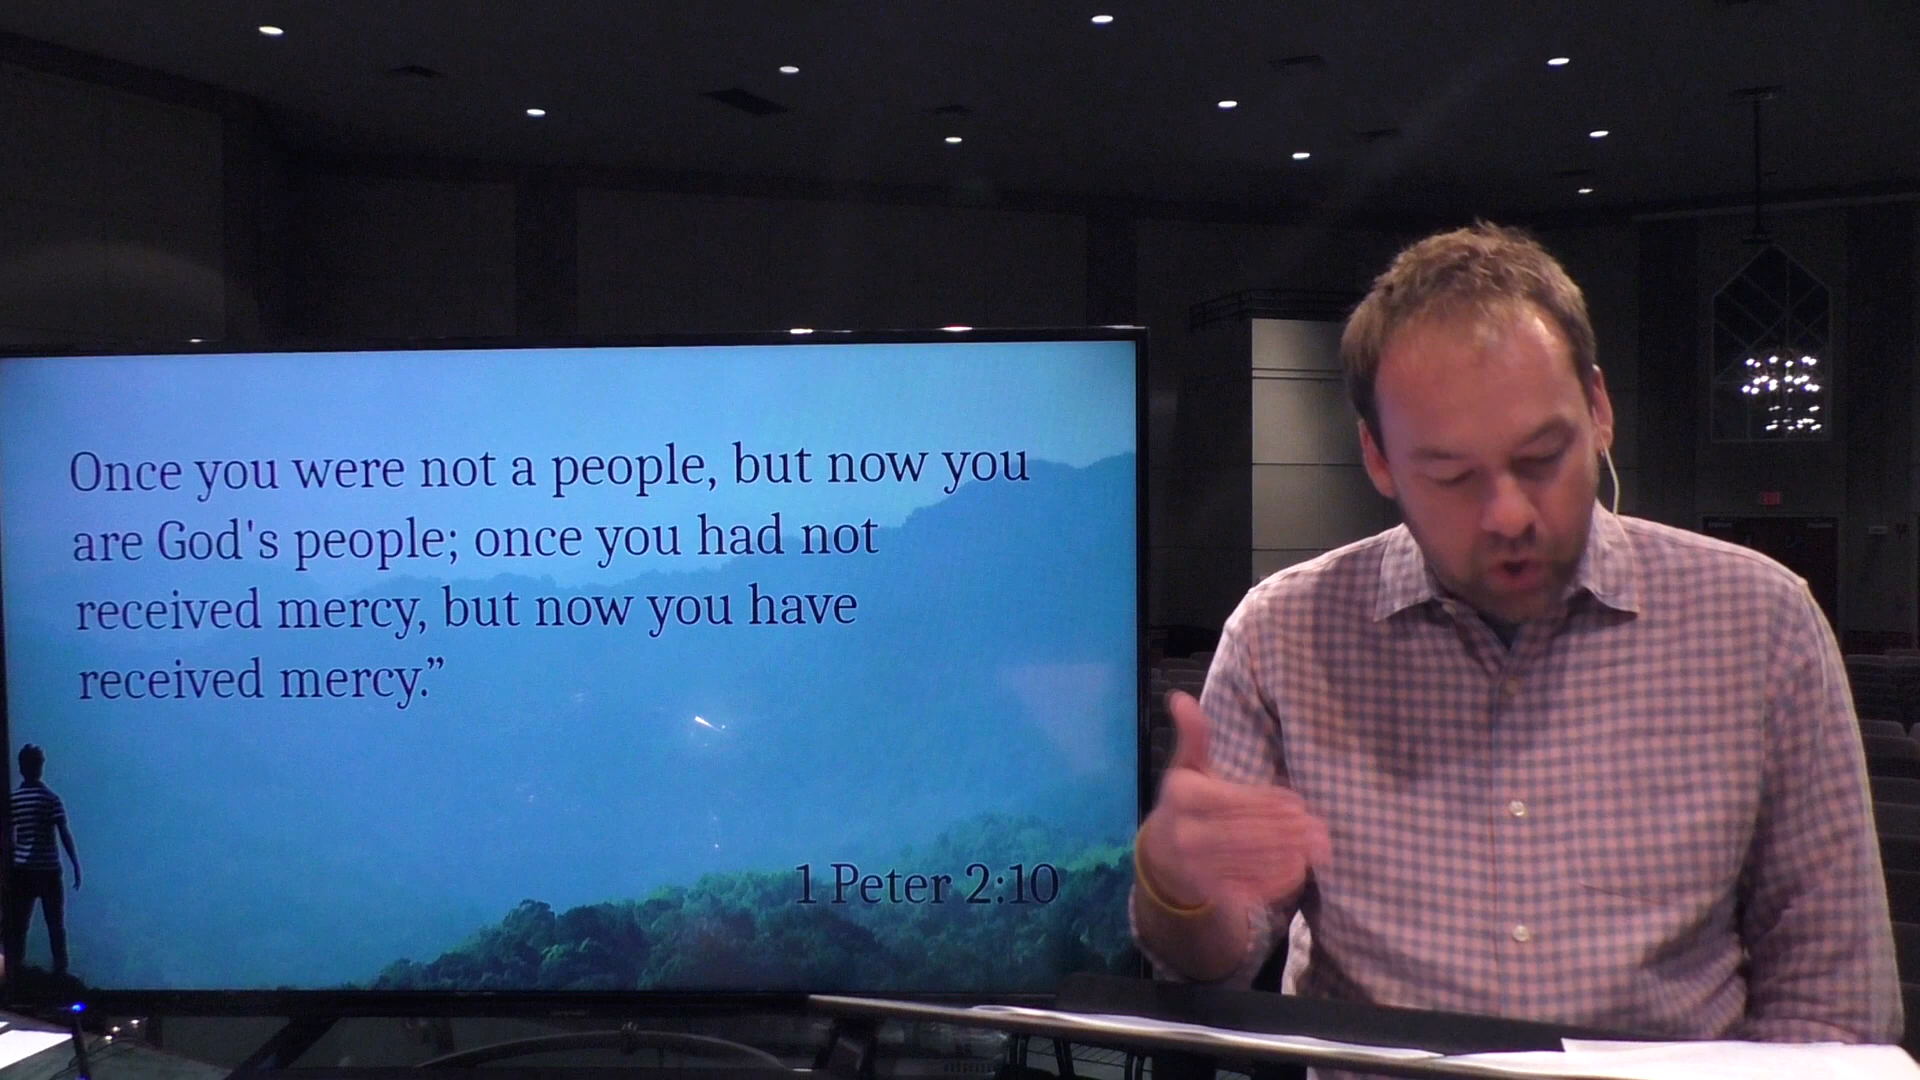 Once you were not a people, but now you
are God's people; once you had not
received mercy, but now you have
received mercy.”
1 Peter 2:10